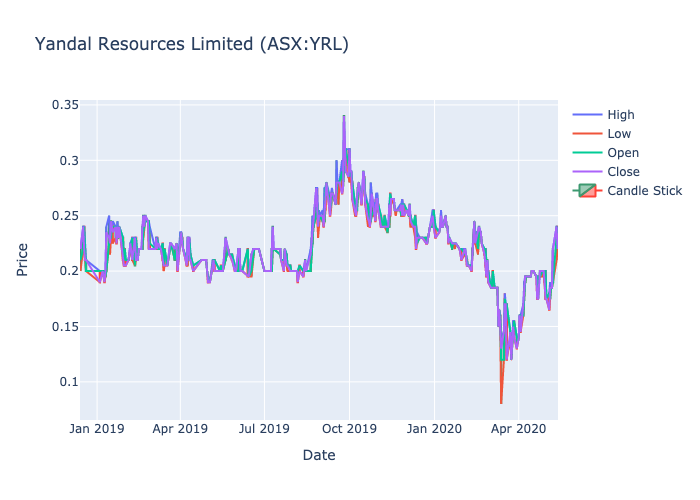 Yandal Resources Limited (ASX:YRL)
0.35
0.3
0.25
0.2
0.15
0.1
Price
Jan 2019
Apr 2019
Jul 2019
Oct 2019
Jan 2020
Apr 2020
Date
High
Low
Open
Close
Candle Stick